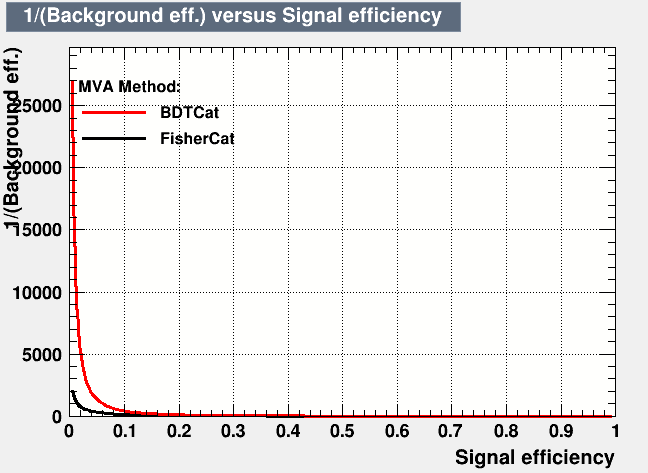 1/(Background eff.) versus Signal efficiency
1/(Background eff.)
MVA Method:
BDTCat
FisherCat
25000
20000
15000
10000
5000
0
0 0.1 0.2 0.3 0.4 0.5 0.6 0.7 0.8 0.9 1
Signal efficiency